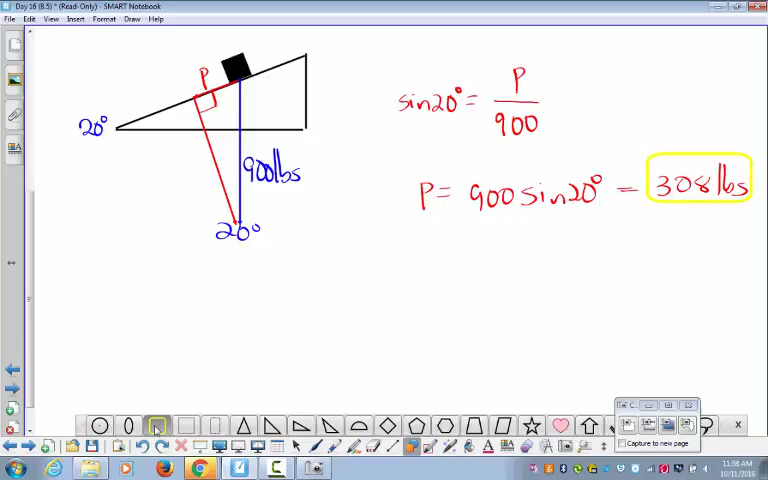 Day 16 (8.5) * (Read-Only) - SMART Notebook
File Edit View Insert Format Draw Help
P
sin20° = P/900
20°
900lbs
P = 900 sin20° = 308 lbs
20°
Capture to new page
11:58 AM
10/11/2016